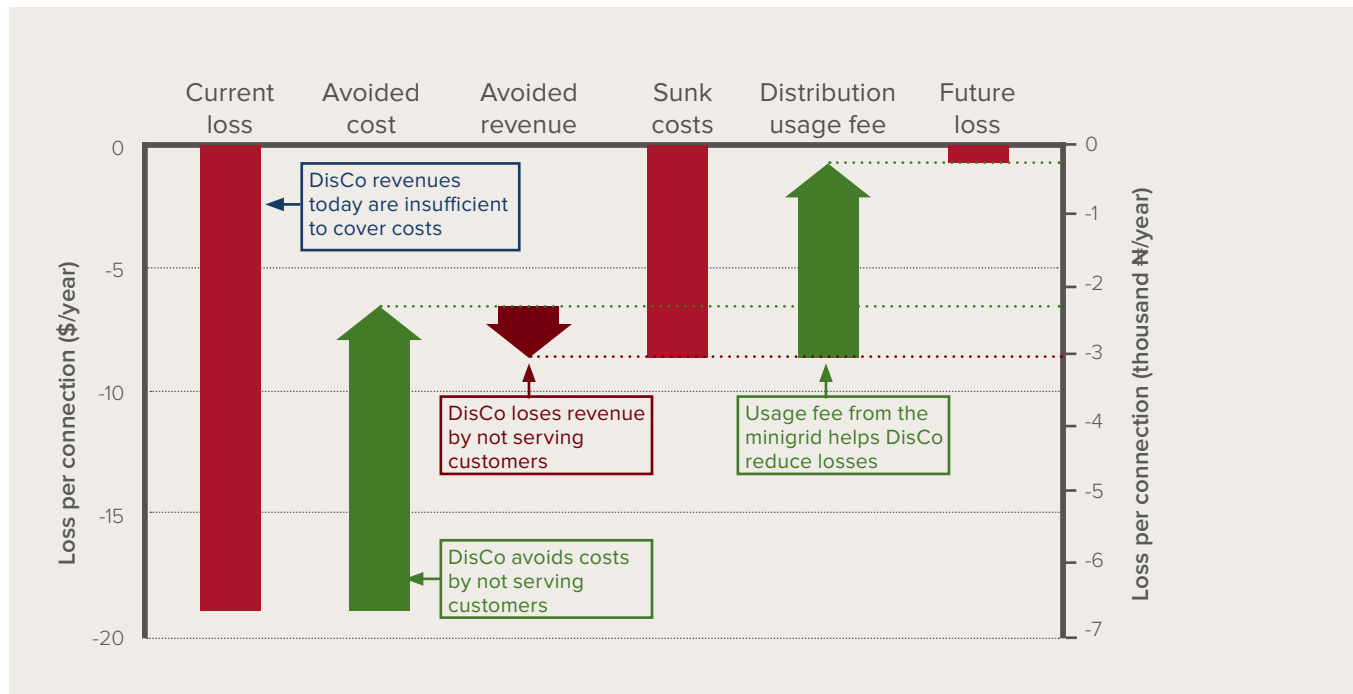 Current
loss
Avoided
cost
Avoided
revenue
Sunk
costs
Distribution
usage fee
Future
loss
Loss per connection ($/year)
0
-5
-10
-15
-20
DisCo revenues
today are insufficient
to cover costs
DisCo loses revenue
by not serving
customers
Usage fee from the
minigrid helps DisCo
reduce losses
DisCo avoids costs
by not serving
customers
0
-1
-2
-3
-4
-5
-6
-7
Loss per connection (thousand ₦/year)